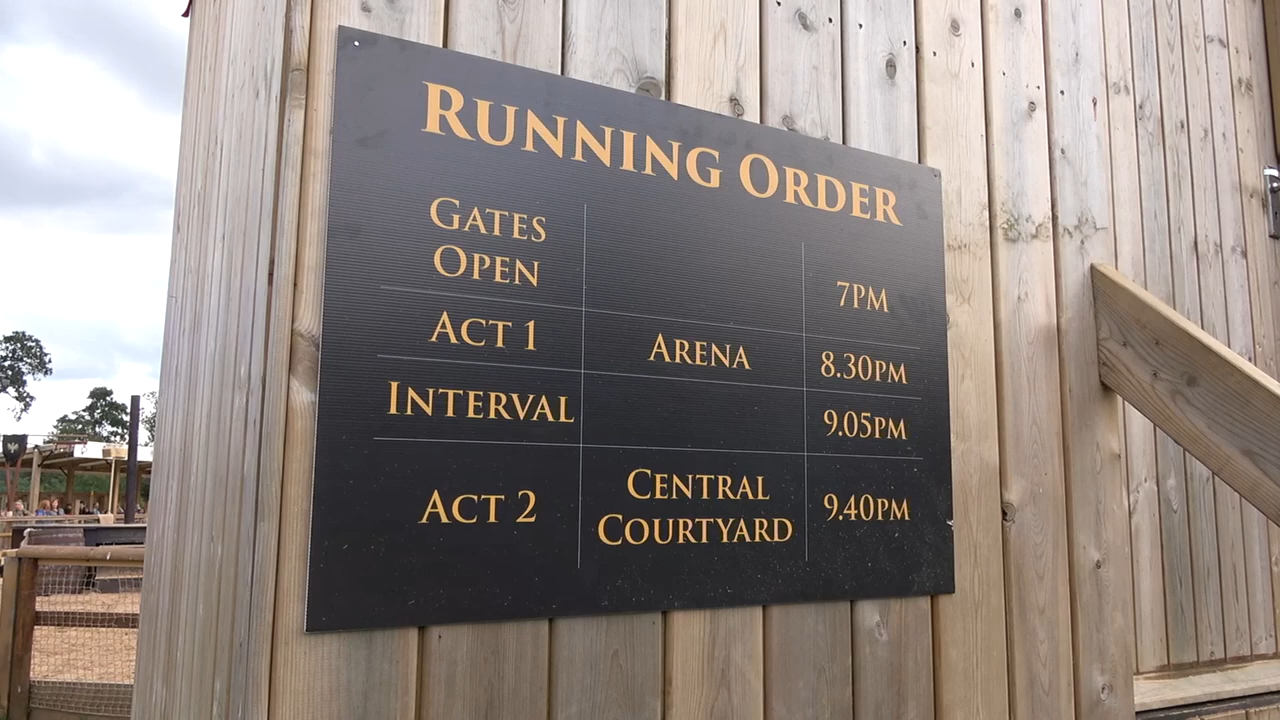 RUNNING ORDER
GATES
OPEN
7PM
ACT 1
ARENA
8.30PM
INTERVAL
9.05PM
ACT 2
CENTRAL
COURTYARD
9.40PM